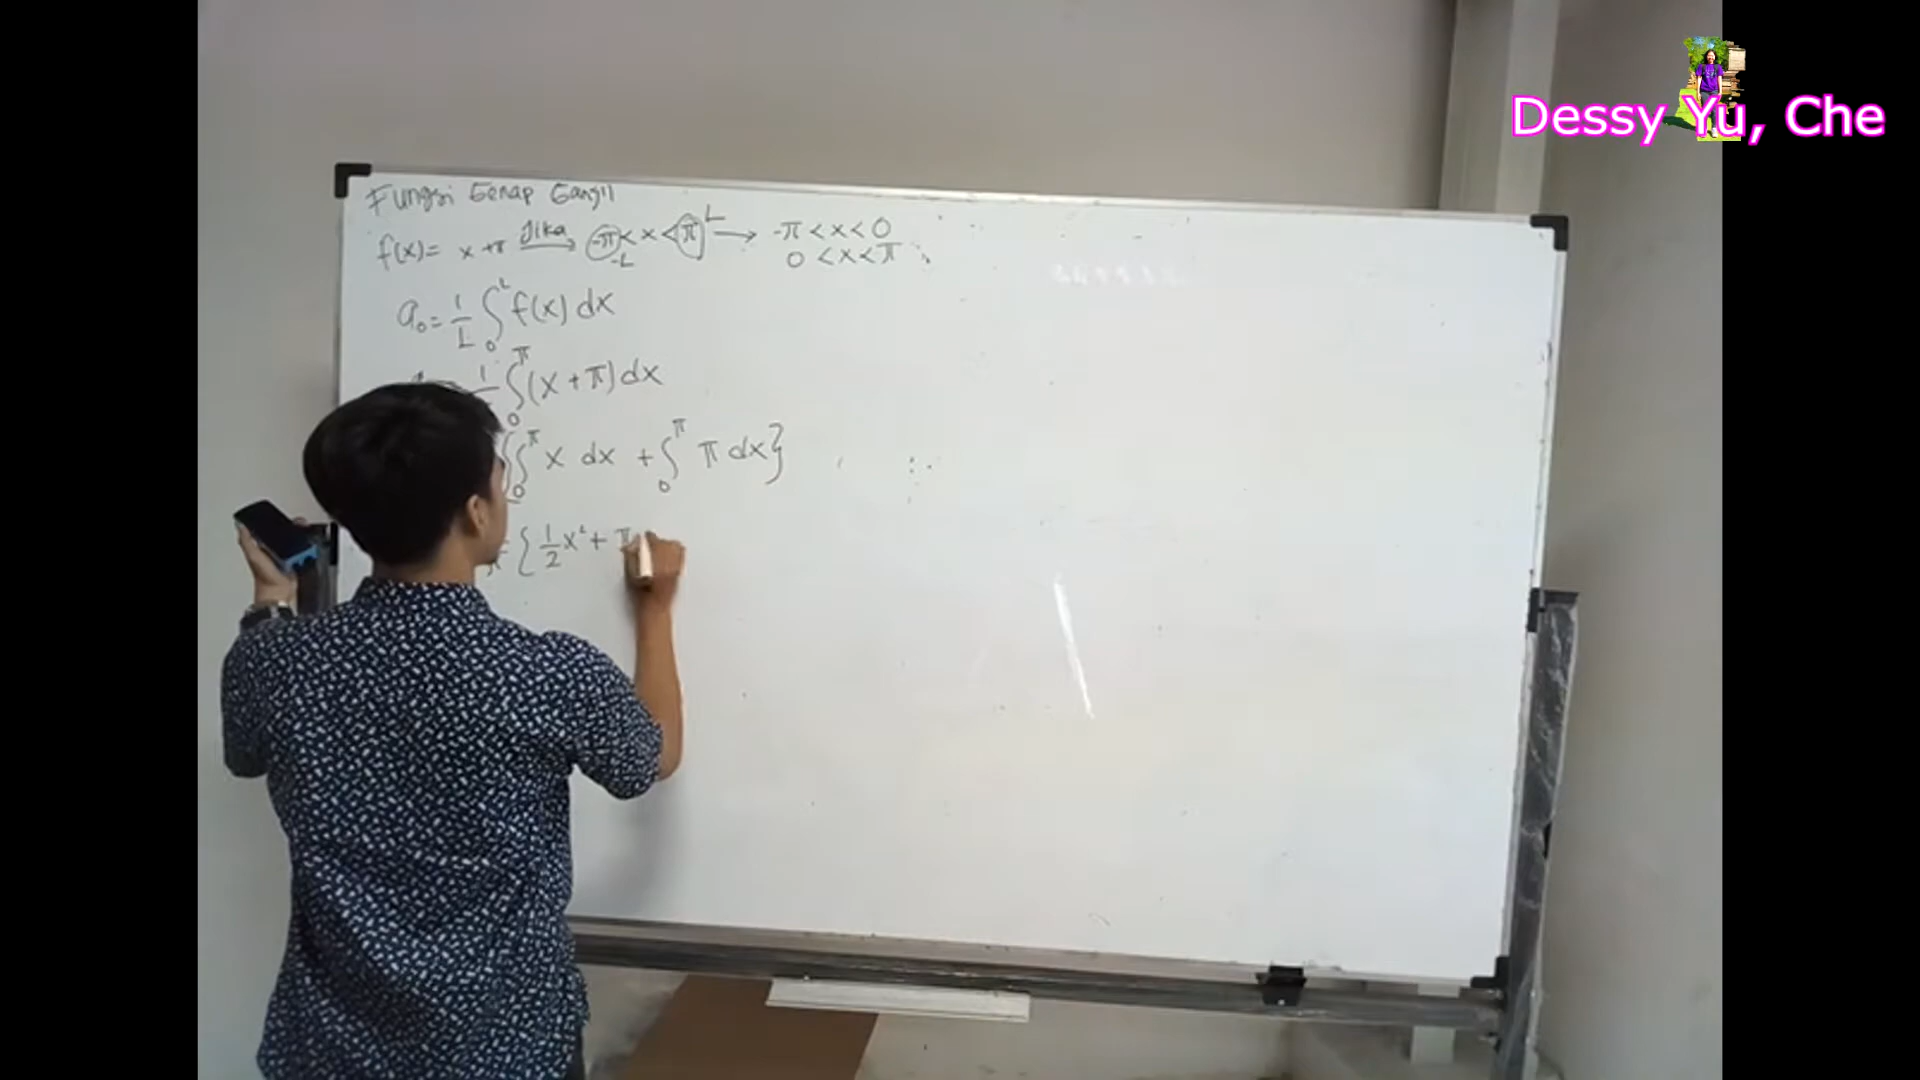 Dessy Yu, Che
Fungsi Genap Ganjil
f(x) = x + π Jika → -π < x < π L → -π < x < 0
-L 0 < x < π
a₀ = 1/L ∫₀ᴸ f(x) dx
1 ∫₀^π (x + π) dx
{∫₀^π x dx + ∫₀^π π dx}
{ 1/2 x² + π